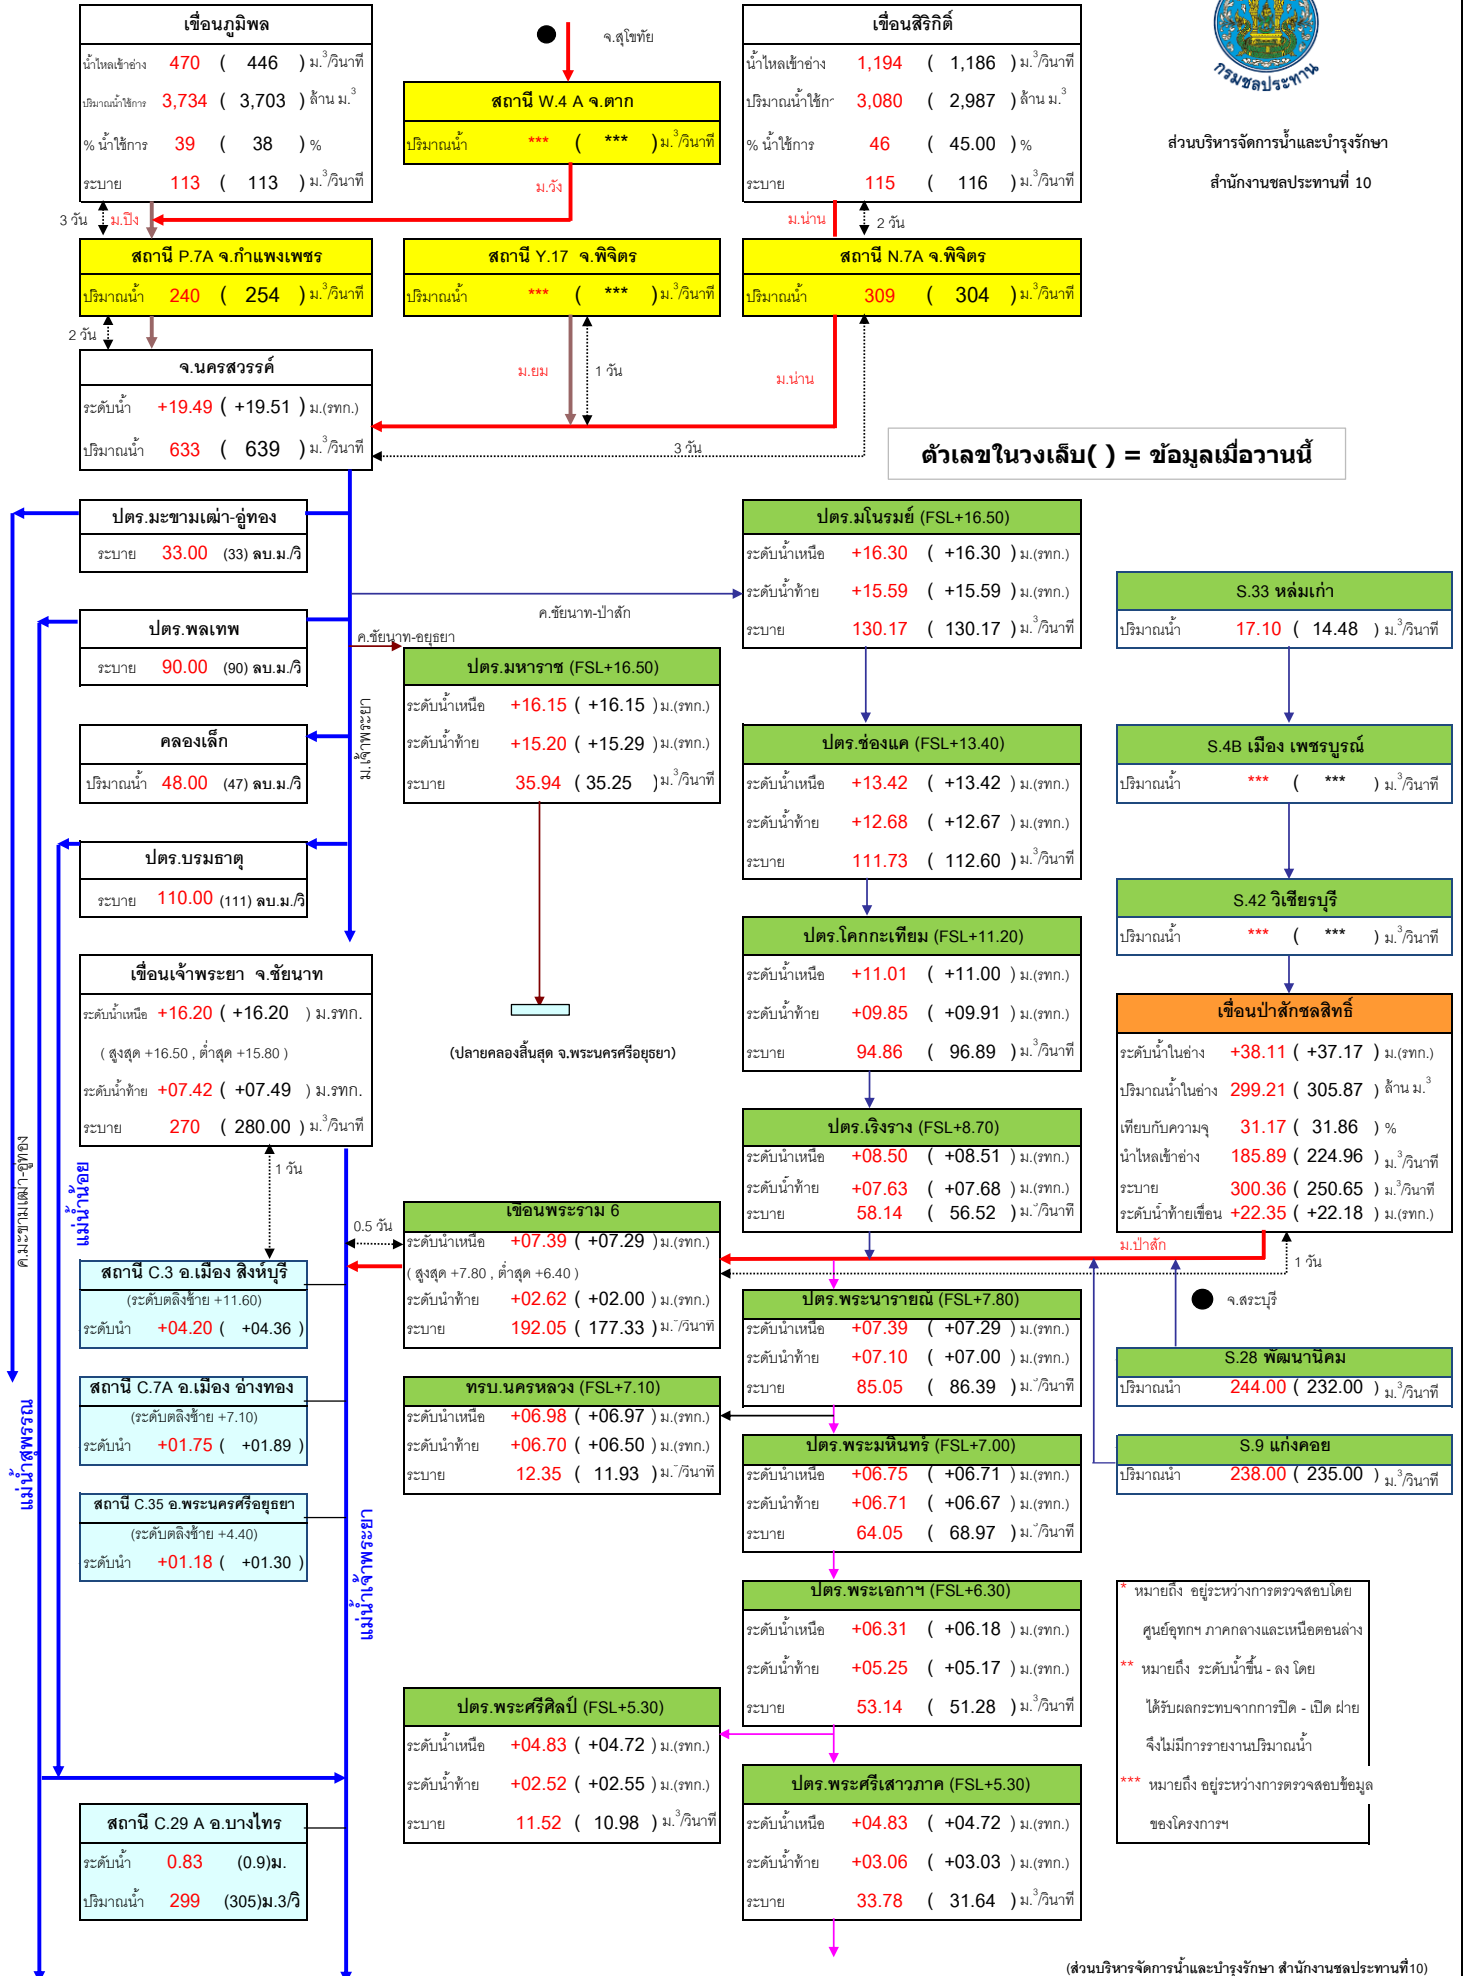 เขื่อนภูมิพล
น้ำไหลเข้าอ่าง 470 ( 446 ) ม.³/วินาที
ปริมาณน้ำใช้การ 3,734 ( 3,703 ) ล้าน ม.³
% น้ำใช้การ 39 ( 38 ) %
ระบาย 113 ( 113 ) ม.³/วินาที
จ.สุโขทัย
สถานี W.4 A จ.ตาก
ปริมาณน้ำ *** ( *** ) ม.³/วินาที
เขื่อนสิริกิติ์
น้ำไหลเข้าอ่าง 1,194 ( 1,186 ) ม.³/วินาที
ปริมาณน้ำใช้กา 3,080 ( 2,987 ) ล้าน ม.³
% น้ำใช้การ 46 ( 45.00 ) %
ระบาย 115 ( 116 ) ม.³/วินาที
กรมชลประทาน
ส่วนบริหารจัดการน้ำและบำรุงรักษา
สำนักงานชลประทานที่ 10
3 วัน
ม.ปิง
ม.วัง
ม.น่าน
2 วัน
สถานี P.7A จ.กำแพงเพชร
ปริมาณน้ำ 240 ( 254 ) ม.³/วินาที
สถานี Y.17 จ.พิจิตร
ปริมาณน้ำ *** ( *** ) ม.³/วินาที
สถานี N.7A จ.พิจิตร
ปริมาณน้ำ 309 ( 304 ) ม.³/วินาที
2 วัน
ม.ยม
1 วัน
ม.น่าน
3 วัน
จ.นครสวรรค์
ระดับน้ำ +19.49 ( +19.51 ) ม.(รทก.)
ปริมาณน้ำ 633 ( 639 ) ม.³/วินาที
ตัวเลขในวงเล็บ( ) = ข้อมูลเมื่อวานนี้
ปตร.มะขามเฒ่า-อู่ทอง
ระบาย 33.00 (33) ลบ.ม./วิ
ปตร.พลเทพ
ระบาย 90.00 (90) ลบ.ม./วิ
คลองเล็ก
ปริมาณน้ำ 48.00 (47) ลบ.ม./วิ
ปตร.บรมธาตุ
ระบาย 110.00 (111) ลบ.ม./วิ
ม.เจ้าพระยา
ค.ชัยนาท-ป่าสัก
ค.ชัยนาท-อยุธยา
ปตร.มหาราช (FSL+16.50)
ระดับน้ำเหนือ +16.15 ( +16.15 ) ม.(รทก.)
ระดับน้ำท้าย +15.20 ( +15.29 ) ม.(รทก.)
ระบาย 35.94 ( 35.25 ) ม.³/วินาที
(ปลายคลองสิ้นสุด จ.พระนครศรีอยุธยา)
ปตร.มโนรมย์ (FSL+16.50)
ระดับน้ำเหนือ +16.30 ( +16.30 ) ม.(รทก.)
ระดับน้ำท้าย +15.59 ( +15.59 ) ม.(รทก.)
ระบาย 130.17 ( 130.17 ) ม.³/วินาที
ปตร.ช่องแค (FSL+13.40)
ระดับน้ำเหนือ +13.42 ( +13.42 ) ม.(รทก.)
ระดับน้ำท้าย +12.68 ( +12.67 ) ม.(รทก.)
ระบาย 111.73 ( 112.60 ) ม.³/วินาที
ปตร.โคกกะเทียม (FSL+11.20)
ระดับน้ำเหนือ +11.01 ( +11.00 ) ม.(รทก.)
ระดับน้ำท้าย +09.85 ( +09.91 ) ม.(รทก.)
ระบาย 94.86 ( 96.89 ) ม.³/วินาที
ปตร.เริงราง (FSL+8.70)
ระดับน้ำเหนือ +08.50 ( +08.51 ) ม.(รทก.)
ระดับน้ำท้าย +07.63 ( +07.68 ) ม.(รทก.)
ระบาย 58.14 ( 56.52 ) ม.³/วินาที
S.33 หล่มเก่า
ปริมาณน้ำ 17.10 ( 14.48 ) ม.³/วินาที
S.4B เมือง เพชรบูรณ์
ปริมาณน้ำ *** ( *** ) ม.³/วินาที
S.42 วิเชียรบุรี
ปริมาณน้ำ *** ( *** ) ม.³/วินาที
เขื่อนป่าสักชลสิทธิ์
ระดับน้ำในอ่าง +38.11 ( +37.17 ) ม.(รทก.)
ปริมาณน้ำในอ่าง 299.21 ( 305.87 ) ล้าน ม.³
เทียบกับความจุ 31.17 ( 31.86 ) %
น้ำไหลเข้าอ่าง 185.89 ( 224.96 ) ม.³/วินาที
ระบาย 300.36 ( 250.65 ) ม.³/วินาที
ระดับน้ำท้ายเขื่อน +22.35 ( +22.18 ) ม.(รทก.)
ม.ป่าสัก
1 วัน
จ.สระบุรี
เขื่อนเจ้าพระยา จ.ชัยนาท
ระดับน้ำเหนือ +16.20 ( +16.20 ) ม.รทก.
( สูงสุด +16.50 , ต่ำสุด +15.80 )
ระดับน้ำท้าย +07.42 ( +07.49 ) ม.รทก.
ระบาย 270 ( 280.00 ) ม.³/วินาที
1 วัน
0.5 วัน
ค.มะขามเฒ่า-อู่ทอง
แม่น้ำน้อย
แม่น้ำสุพรรณ
แม่น้ำเจ้าพระยา
เขื่อนพระราม 6
ระดับน้ำเหนือ +07.39 ( +07.29 ) ม.(รทก.)
( สูงสุด +7.80 , ต่ำสุด +6.40 )
ระดับน้ำท้าย +02.62 ( +02.00 ) ม.(รทก.)
ระบาย 192.05 ( 177.33 ) ม.³/วินาที
สถานี C.3 อ.เมือง สิงห์บุรี
(ระดับตลิ่งซ้าย +11.60)
ระดับน้ำ +04.20 ( +04.36 )
สถานี C.7A อ.เมือง อ่างทอง
(ระดับตลิ่งซ้าย +7.10)
ระดับน้ำ +01.75 ( +01.89 )
สถานี C.35 อ.พระนครศรีอยุธยา
(ระดับตลิ่งซ้าย +4.40)
ระดับน้ำ +01.18 ( +01.30 )
ทรบ.นครหลวง (FSL+7.10)
ระดับน้ำเหนือ +06.98 ( +06.97 ) ม.(รทก.)
ระดับน้ำท้าย +06.70 ( +06.50 ) ม.(รทก.)
ระบาย 12.35 ( 11.93 ) ม.³/วินาที
ปตร.พระนารายณ์ (FSL+7.80)
ระดับน้ำเหนือ +07.39 ( +07.29 ) ม.(รทก.)
ระดับน้ำท้าย +07.10 ( +07.00 ) ม.(รทก.)
ระบาย 85.05 ( 86.39 ) ม.³/วินาที
ปตร.พระมหินทร์ (FSL+7.00)
ระดับน้ำเหนือ +06.75 ( +06.71 ) ม.(รทก.)
ระดับน้ำท้าย +06.71 ( +06.67 ) ม.(รทก.)
ระบาย 64.05 ( 68.97 ) ม.³/วินาที
S.28 พัฒนานิคม
ปริมาณน้ำ 244.00 ( 232.00 ) ม.³/วินาที
S.9 แก่งคอย
ปริมาณน้ำ 238.00 ( 235.00 ) ม.³/วินาที
ปตร.พระเอกาฯ (FSL+6.30)
ระดับน้ำเหนือ +06.31 ( +06.18 ) ม.(รทก.)
ระดับน้ำท้าย +05.25 ( +05.17 ) ม.(รทก.)
ระบาย 53.14 ( 51.28 ) ม.³/วินาที
ปตร.พระศรีศิลป์ (FSL+5.30)
ระดับน้ำเหนือ +04.83 ( +04.72 ) ม.(รทก.)
ระดับน้ำท้าย +02.52 ( +02.55 ) ม.(รทก.)
ระบาย 11.52 ( 10.98 ) ม.³/วินาที
ปตร.พระศรีเสาวภาค (FSL+5.30)
ระดับน้ำเหนือ +04.83 ( +04.72 ) ม.(รทก.)
ระดับน้ำท้าย +03.06 ( +03.03 ) ม.(รทก.)
ระบาย 33.78 ( 31.64 ) ม.³/วินาที
* หมายถึง อยู่ระหว่างการตรวจสอบโดย
ศูนย์อุทกฯ ภาคกลางและเหนือตอนล่าง
** หมายถึง ระดับน้ำขึ้น - ลง โดย
ได้รับผลกระทบจากการปิด - เปิด ฝาย
จึงไม่มีการรายงานปริมาณน้ำ
*** หมายถึง อยู่ระหว่างการตรวจสอบข้อมูล
ของโครงการฯ
สถานี C.29 A อ.บางไทร
ระดับน้ำ 0.83 (0.9)ม.
ปริมาณน้ำ 299 (305)ม.3/วิ
(ส่วนบริหารจัดการน้ำและบำรุงรักษา สำนักงานชลประทานที่10)